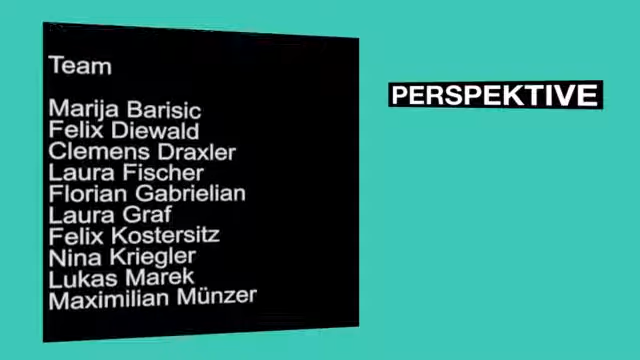 Team
Marija Barisic
Felix Diewald
Clemens Draxler
Laura Fischer
Florian Gabrielian
Laura Graf
Felix Kostersitz
Nina Kriegler
Lukas Marek
Maximilian Münzer
PERSPEKTIVE